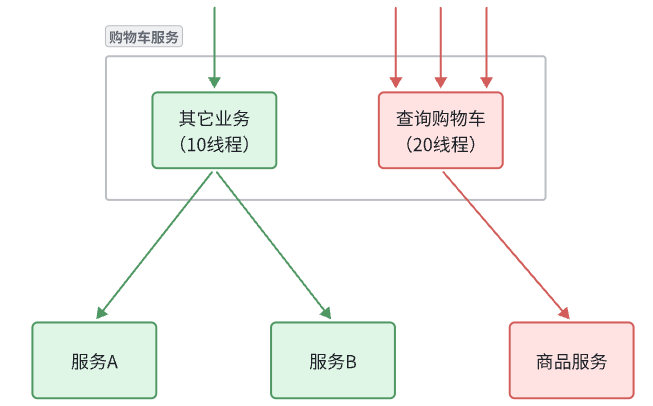 购物车服务
其它业务
（10线程）
查询购物车
（20线程）
服务A
服务B
商品服务